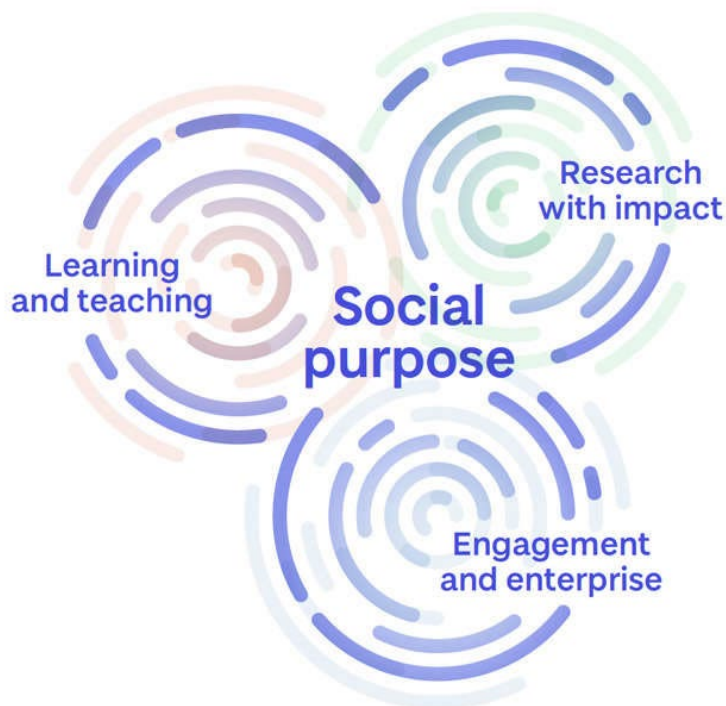 Research
with impact
Learning
and teaching
Social
purpose
Engagement
and enterprise